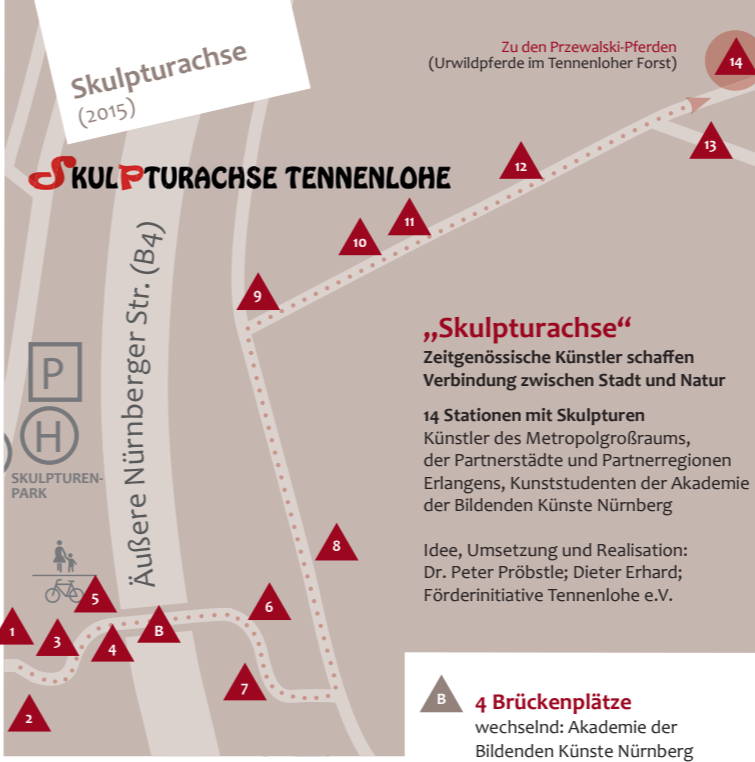 Skulpturachse
(2015)
SKULPTURACHSE TENNENLOHE
Zu den Przewalski-Pferden
(Urwildpferde im Tennenloher Forst)
14
13
12
11
10
9
Äußere Nürnberger Str. (B4)
P
H
SKULPTUREN-
PARK
„Skulpturachse“
Zeitgenössische Künstler schaffen
Verbindung zwischen Stadt und Natur
14 Stationen mit Skulpturen
Künstler des Metropolgroßraums,
der Partnerstädte und Partnerregionen
Erlangens, Kunststudenten der Akademie
der Bildenden Künste Nürnberg
Idee, Umsetzung und Realisation:
Dr. Peter Pröbstle; Dieter Erhard;
Förderinitiative Tennenlohe e.V.
8
5
6
1
3
4
B
7
2
B
4 Brückenplätze
wechselnd: Akademie der
Bildenden Künste Nürnberg